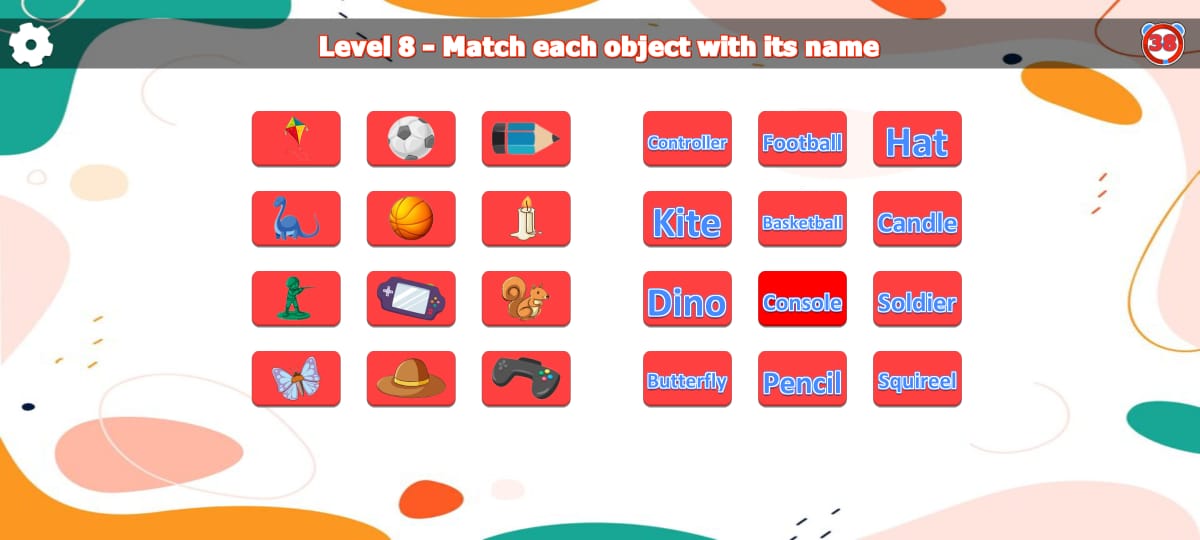 Level 8 - Match each object with its name
38
Controller Football Hat
Kite Basketball Candle
Dino Console Soldier
Butterfly Pencil Squireel